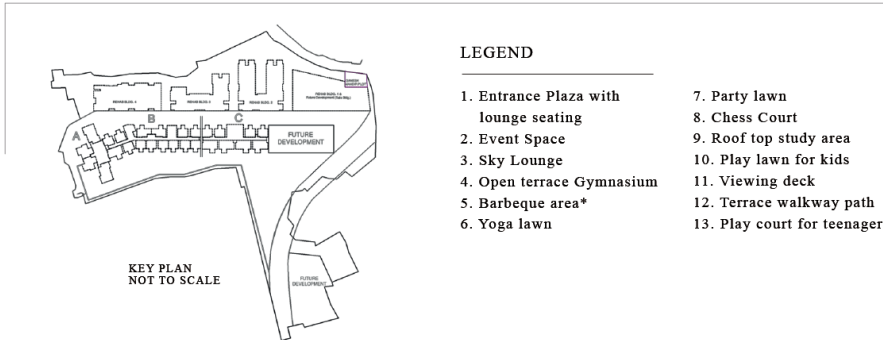 LEGEND
1. Entrance Plaza with
lounge seating
2. Event Space
3. Sky Lounge
4. Open terrace Gymnasium
5. Barbeque area*
6. Yoga lawn
7. Party lawn
8. Chess Court
9. Roof top study area
10. Play lawn for kids
11. Viewing deck
12. Terrace walkway path
13. Play court for teenager
A
B
C
FUTURE
DEVELOPMENT
FUTURE
DEVELOPMENT
KEY PLAN
NOT TO SCALE